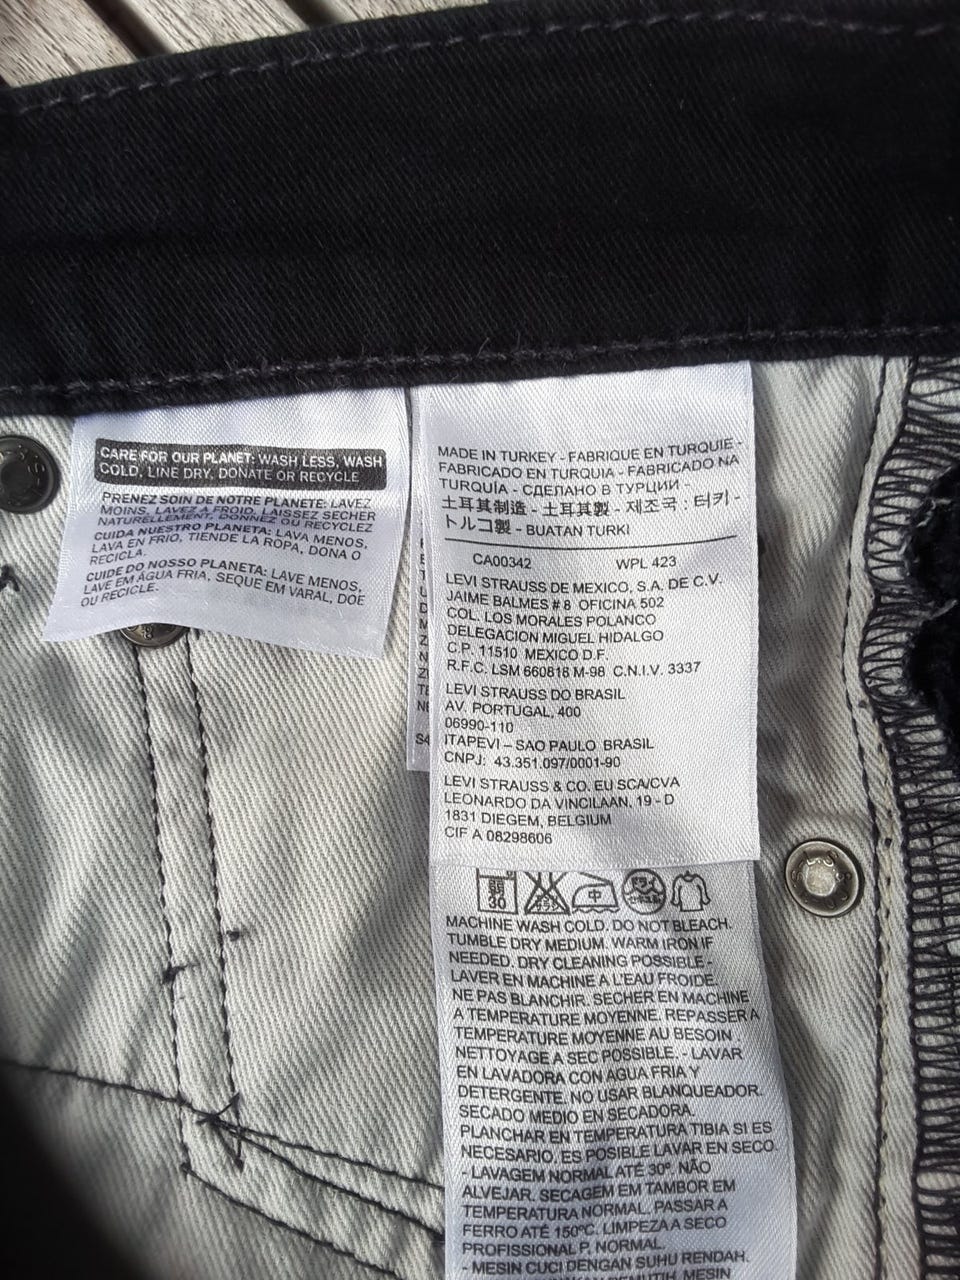 CARE FOR OUR PLANET: WASH LESS, WASH
COLD, LINE DRY, DONATE OR RECYCLE
PRENEZ SOIN DE NOTRE PLANETE: LAVEZ
MOINS, LAVEZ A FROID, LAISSEZ SECHER
NATURELLEMENT, DONNEZ OU RECYCLEZ
CUIDA NUESTRO PLANETA: LAVA MENOS,
LAVA EN FRIO, TIENDE LA ROPA, DONA O
RECICLA.
CUIDE DO NOSSO PLANETA: LAVE MENOS,
LAVE EM ÁGUA FRIA, SEQUE EM VARAL, DOE
OU RECICLE.
MADE IN TURKEY - FABRIQUE EN TURQUIE -
FABRICADO EN TURQUIA - FABRICADO NA
TURQUÍA - СДЕЛАНО В ТУРЦИИ -
土耳其制造 - 土耳其製 - 제조국 : 터키 -
トルコ製 - BUATAN TURKI
CA00342 WPL 423
LEVI STRAUSS DE MEXICO, S.A. DE C.V.
JAIME BALMES # 8 OFICINA 502
COL. LOS MORALES POLANCO
DELEGACION MIGUEL HIDALGO
C.P. 11510 MEXICO D.F.
R.F.C. LSM 660816 M-98 C.N.I.V. 3337
LEVI STRAUSS DO BRASIL
AV. PORTUGAL, 400
06990-110
ITAPEVI – SAO PAULO BRASIL
CNPJ: 43.351.097/0001-90
LEVI STRAUSS & CO. EU SCA/CVA
LEONARDO DA VINCILAAN, 19 - D
1831 DIEGEM, BELGIUM
CIF A 08298606
S4
弱
30
中
MACHINE WASH COLD. DO NOT BLEACH.
TUMBLE DRY MEDIUM. WARM IRON IF
NEEDED. DRY CLEANING POSSIBLE -
LAVER EN MACHINE A L'EAU FROIDE.
NE PAS BLANCHIR. SECHER EN MACHINE
A TEMPERATURE MOYENNE. REPASSER A
TEMPERATURE MOYENNE AU BESOIN
NETTOYAGE A SEC POSSIBLE. - LAVAR
EN LAVADORA CON AGUA FRIA Y
DETERGENTE. NO USAR BLANQUEADOR.
SECADO MEDIO EN SECADORA.
PLANCHAR EN TEMPERATURA TIBIA SI ES
NECESARIO. ES POSIBLE LAVAR EN SECO.
- LAVAGEM NORMAL ATÉ 30º. NÃO
ALVEJAR. SECAGEM EM TAMBOR EM
TEMPERATURA NORMAL. PASSAR A
FERRO ATÉ 150ºC. LIMPEZA A SECO
PROFISSIONAL P, NORMAL.
- MESIN CUCI DENGAN SUHU RENDAH.